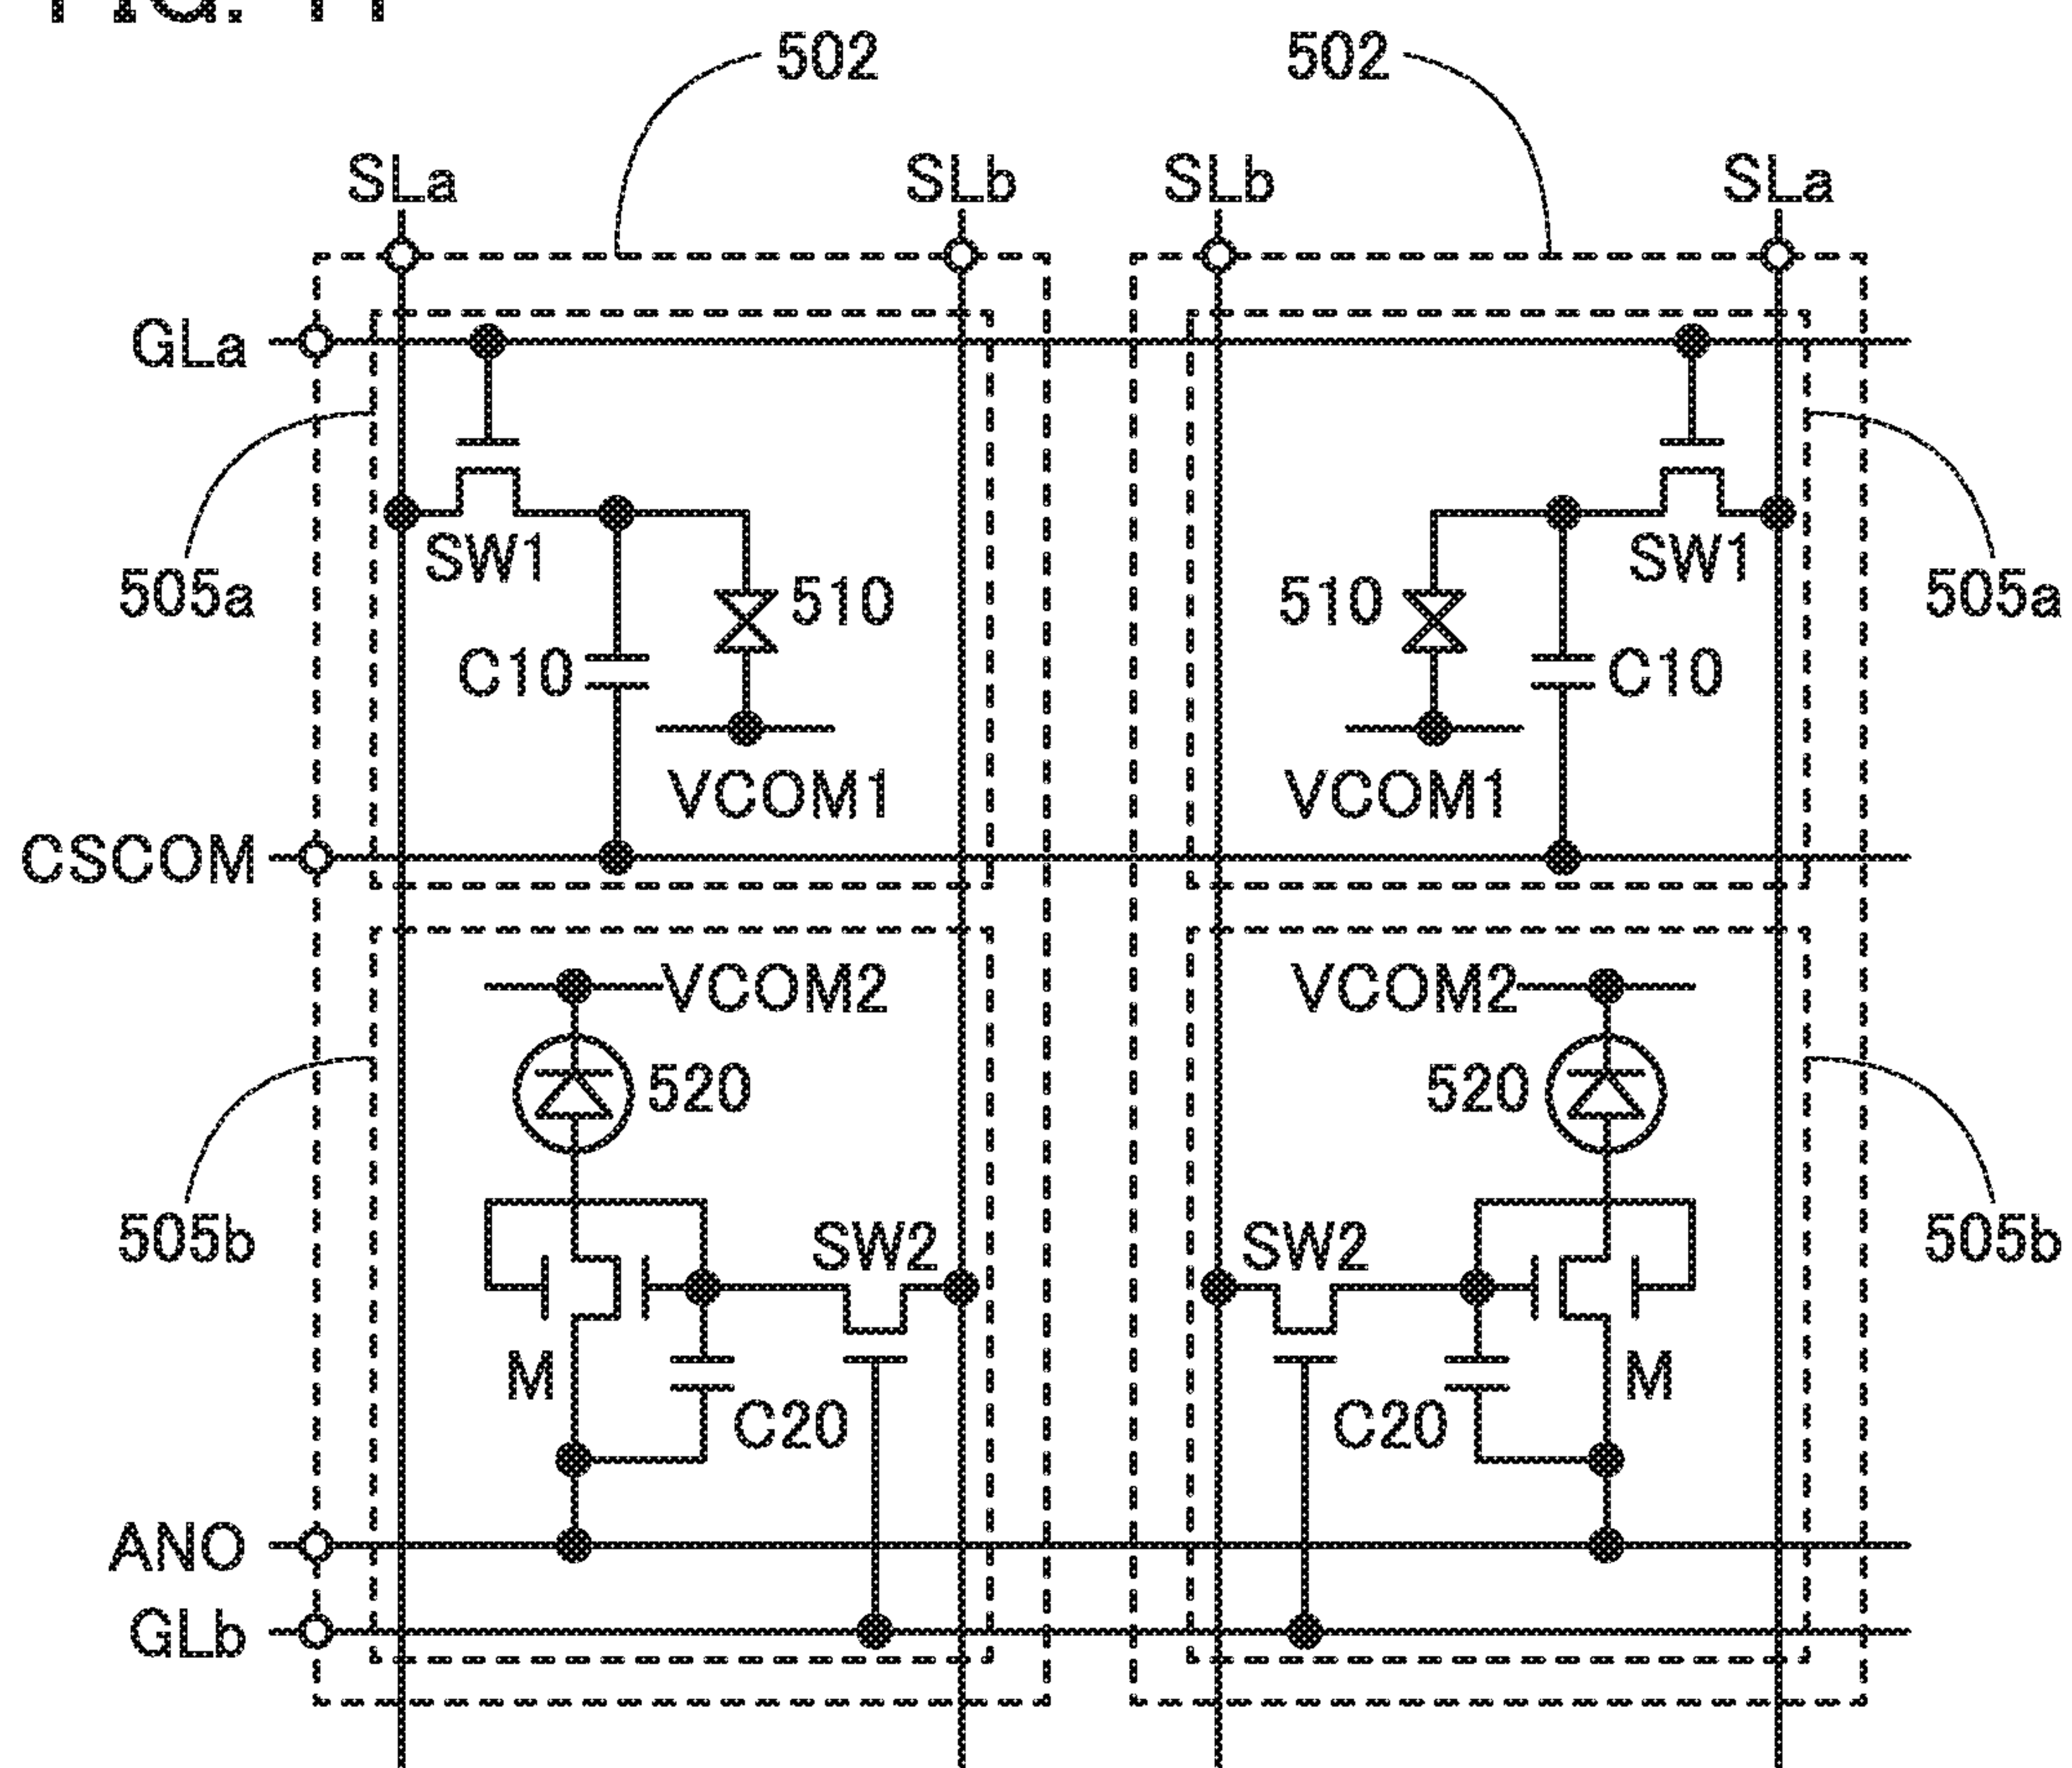 502 502
SLa SLb SLb SLa
GLa
SW1 SW1
505a 510 510 505a
C10 C10
VCOM1 VCOM1
CSCOM
VCOM2 VCOM2
520 520
505b SW2 SW2 505b
M M
C20 C20
ANO
GLb